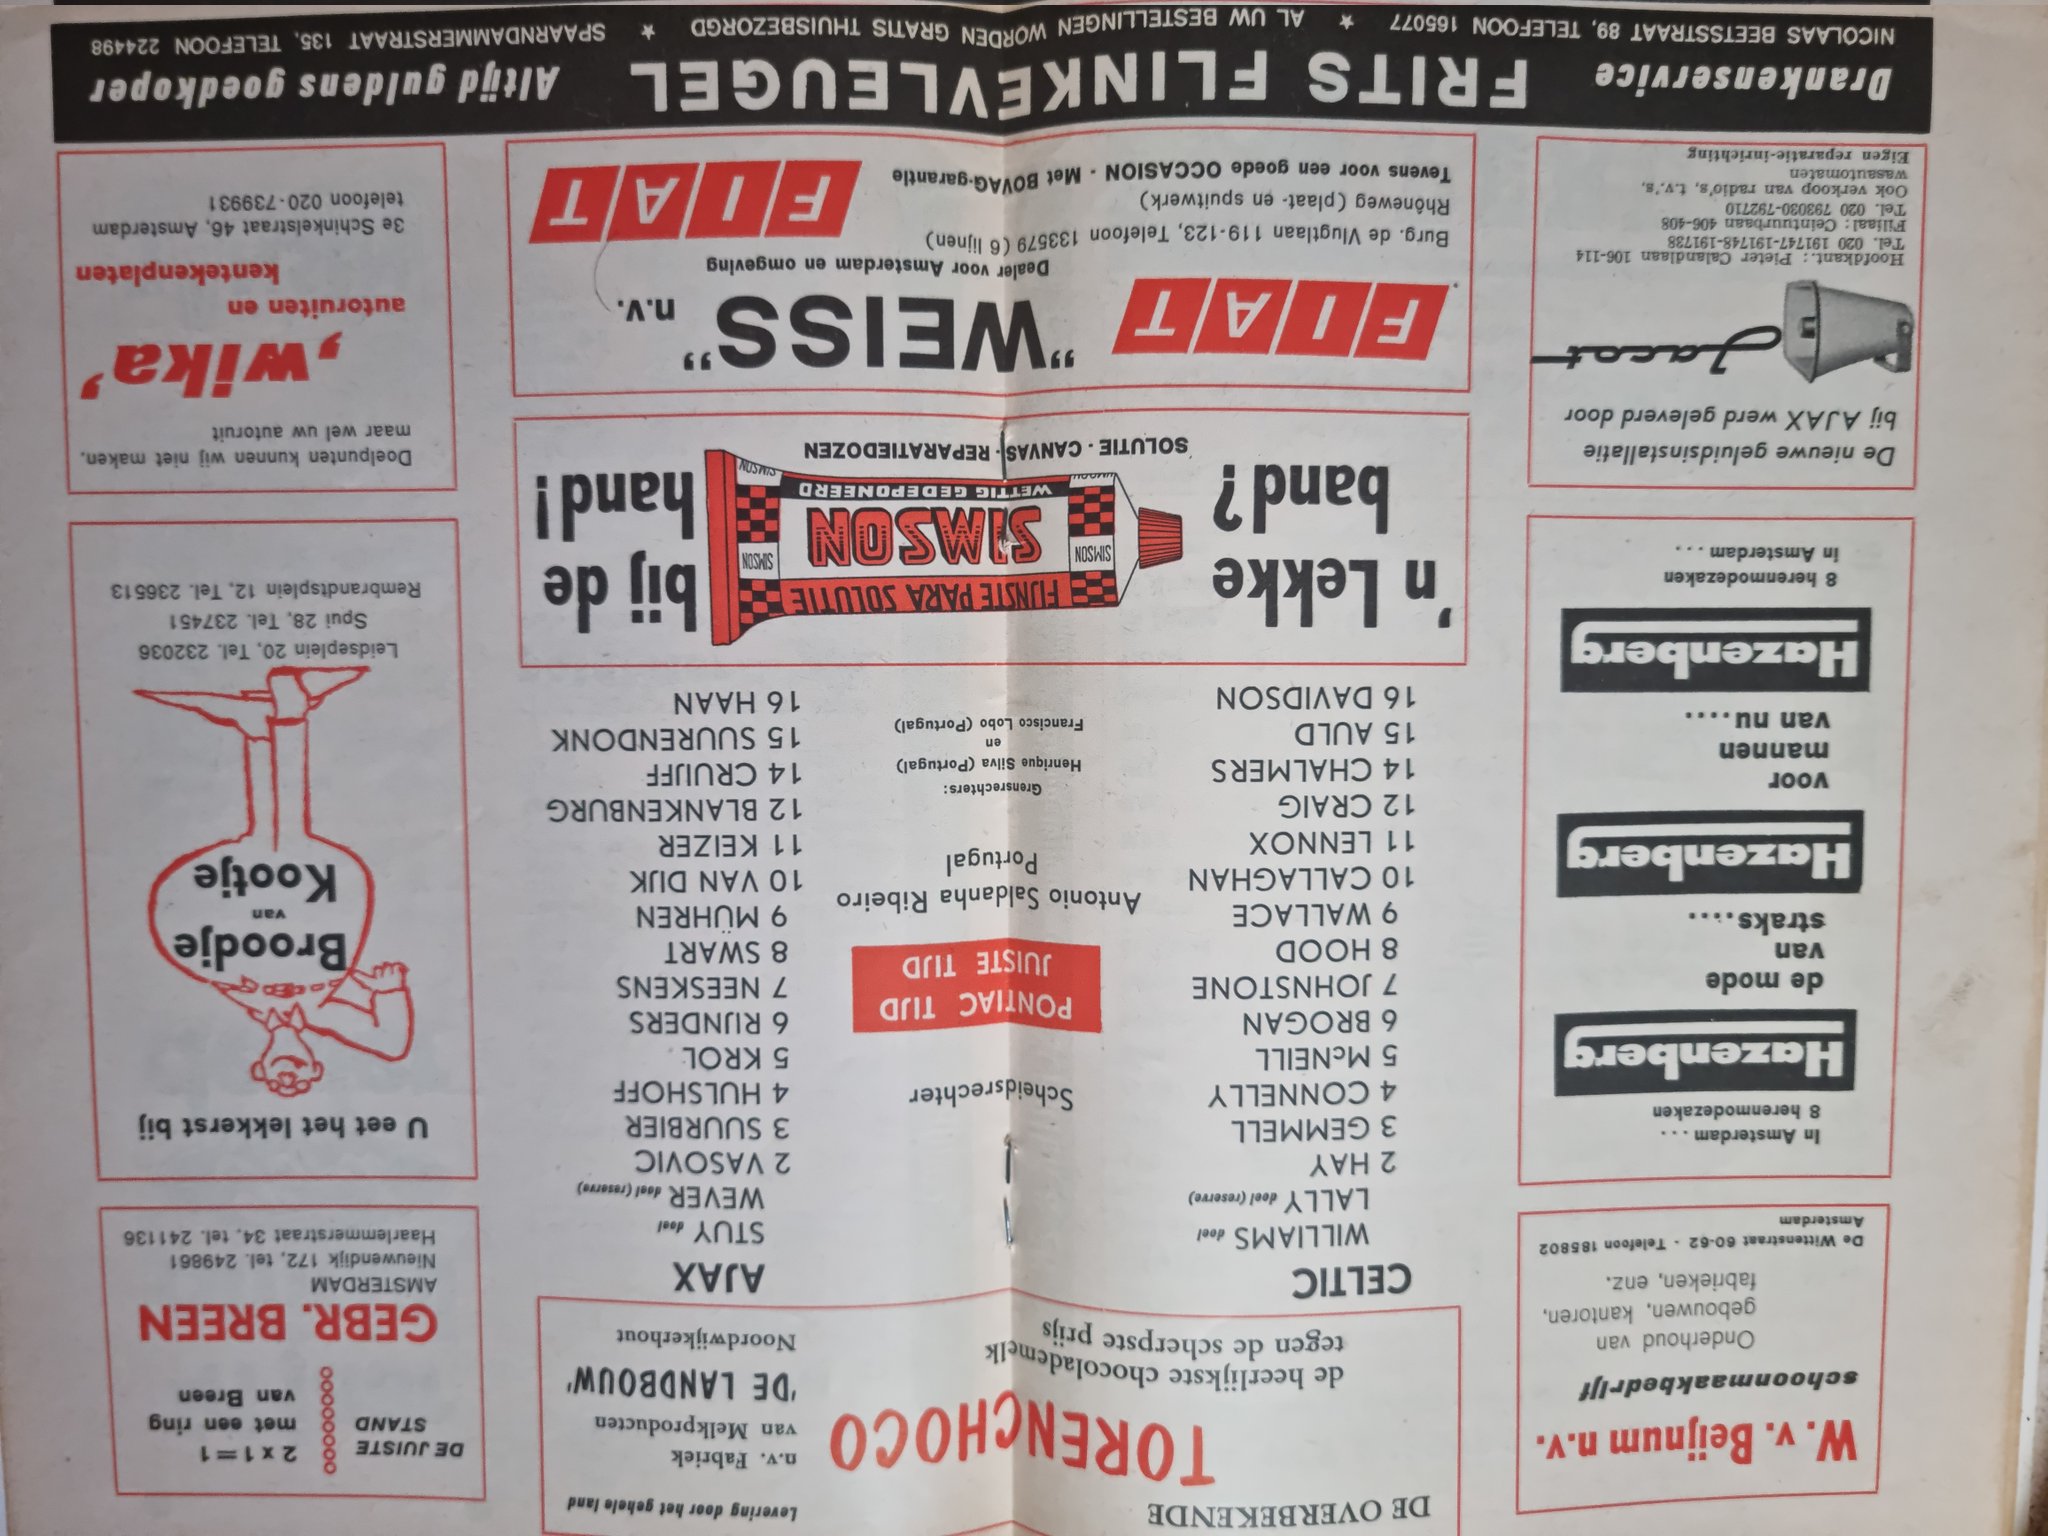 DE OVERBEKENDE
TORENCHOCO
de heerlijkste chocolademelk
tegen de scherpste prijs
Levering door het gehele land
n.v. Fabriek
van Melkproducten
'DE LANDBOUW'
Noordwijkerhout
W. v. Beijnum n.v.
schoonmaakbedrijf
Onderhoud van
gebouwen, kantoren,
fabrieken, enz.
De Wittenstraat 60-62 - Telefoon 185802
Amsterdam
In Amsterdam ...
8 herenmodezaken
Hazenberg
de mode
van
straks....
Hazenberg
voor
mannen
van nu....
Hazenberg
8 herenmodezaken
in Amsterdam ...
De nieuwe geluidsinstallatie
bij AJAX werd geleverd door
Jacot
Hoofdkant.: Pieter Calandlaan 106-114
Tel. 020 191747-191748-191738
Filiaal: Ceintuurbaan 406-408
Tel. 020 793030-792710
Ook verkoop van radio's, t.v.'s,
wasautomaten
Eigen reparatie-inrichting
CELTIC
WILLIAMS doel
LALLY doel (reserve)
2 HAY
3 GEMMELL
4 CONNELLY
5 McNEILL
6 BROGAN
7 JOHNSTONE
8 HOOD
9 WALLACE
10 CALLAGHAN
11 LENNOX
12 CRAIG
14 CHALMERS
15 AULD
16 DAVIDSON
Scheidsrechter
PONTIAC TIJD
JUISTE TIJD
Antonio Saldanha Ribeiro
Portugal
Grensrechters:
Henrique Silva (Portugal)
en
Francisco Lobo (Portugal)
AJAX
STUY doel
WEVER doel (reserve)
2 VASOVIC
3 SUURBIER
4 HULSHOFF
5 KROL
6 RIJNDERS
7 NEESKENS
8 SWART
9 MÜHREN
10 VAN DIJK
11 KEIZER
12 BLANKENBURG
14 CRUIJFF
15 SUURENDONK
16 HAAN
'n Lekke
band?
FIJNSTE PARA SOLUTIE
SIMSON
SIMSON
SIMSON
WETTIG GEDEPONEERD
SIMSON
SIMSON
bij de
hand!
SOLUTIE - CANVAS - REPARATIEDOZEN
FIAT
"WEISS" n.v.
Dealer voor Amsterdam en omgeving
Burg. de Vlugtlaan 119-123, Telefoon 133579 (6 lijnen)
Rhôneweg (plaat- en spuitwerk)
Tevens voor een goede OCCASION - Met BOVAG-garantie
FIAT
DE JUISTE
STAND
2 x 1 = 1
met een ring
van Breen
GEBR. BREEN
AMSTERDAM
Nieuwendijk 172, tel. 249861
Haarlemmerstraat 34, tel. 241136
U eet het lekkerst bij
Broodje
van
Kootje
Leidseplein 20, Tel. 232036
Spui 28, Tel. 237451
Rembrandtsplein 12, Tel. 236513
Doelpunten kunnen wij niet maken,
maar wel uw autoruit
'wika'
autoruiten en
kentekenplaten
3e Schinkelstraat 46, Amsterdam
telefoon 020-739931
Drankenservice FRITS FLINKEVLEUGEL Altijd guldens goedkoper
NICOLAAS BEETSSTRAAT 89, TELEFOON 165077 ★ AL UW BESTELLINGEN WORDEN GRATIS THUISBEZORGD ★ SPAARNDAMMERSTRAAT 135, TELEFOON 224498